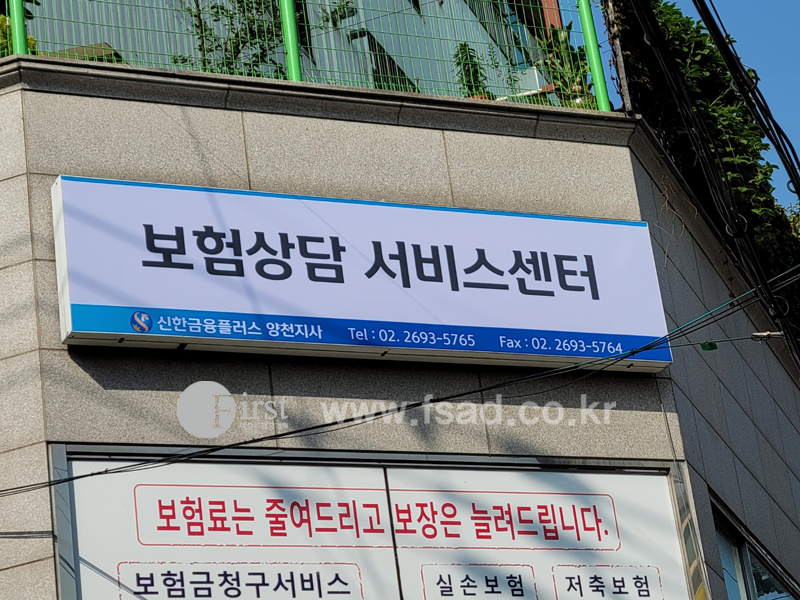 보험상담 서비스센터
신한금융플러스 양천지사 Tel : 02. 2693-5765 Fax : 02. 2693-5764
First www.fsad.co.kr
보험료는 줄여드리고 보장은 늘려드립니다.
보험금청구서비스 실손보험 저축보험